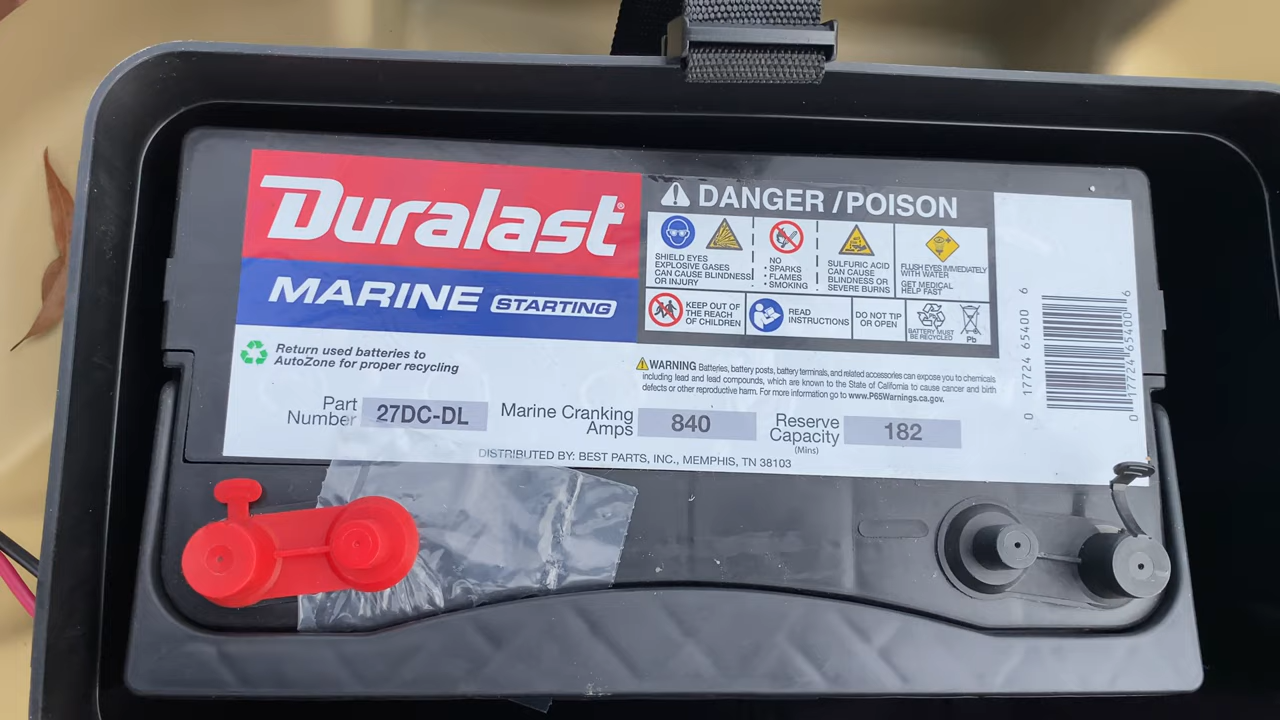 Duralast®
MARINE STARTING
Return used batteries to
AutoZone for proper recycling
DANGER / POISON
SHIELD EYES
EXPLOSIVE GASES
CAN CAUSE BLINDNESS
OR INJURY
NO
• SPARKS
• FLAMES
• SMOKING
SULFURIC ACID
CAN CAUSE
BLINDNESS OR
SEVERE BURNS
FLUSH EYES IMMEDIATELY
WITH WATER
GET MEDICAL
HELP FAST
KEEP OUT OF
THE REACH
OF CHILDREN
READ
INSTRUCTIONS
DO NOT TIP
OR OPEN
BATTERY MUST
BE RECYCLED
Pb
WARNING Batteries, battery posts, battery terminals, and related accessories can expose you to chemicals
including lead and lead compounds, which are known to the State of California to cause cancer and birth
defects or other reproductive harm. For more information go to www.P65Warnings.ca.gov.
Part
Number
27DC-DL
Marine Cranking
Amps
840
Reserve
Capacity
(Mins)
182
DISTRIBUTED BY: BEST PARTS, INC., MEMPHIS, TN 38103
0 17724 65400 6
0 17724 65400 6